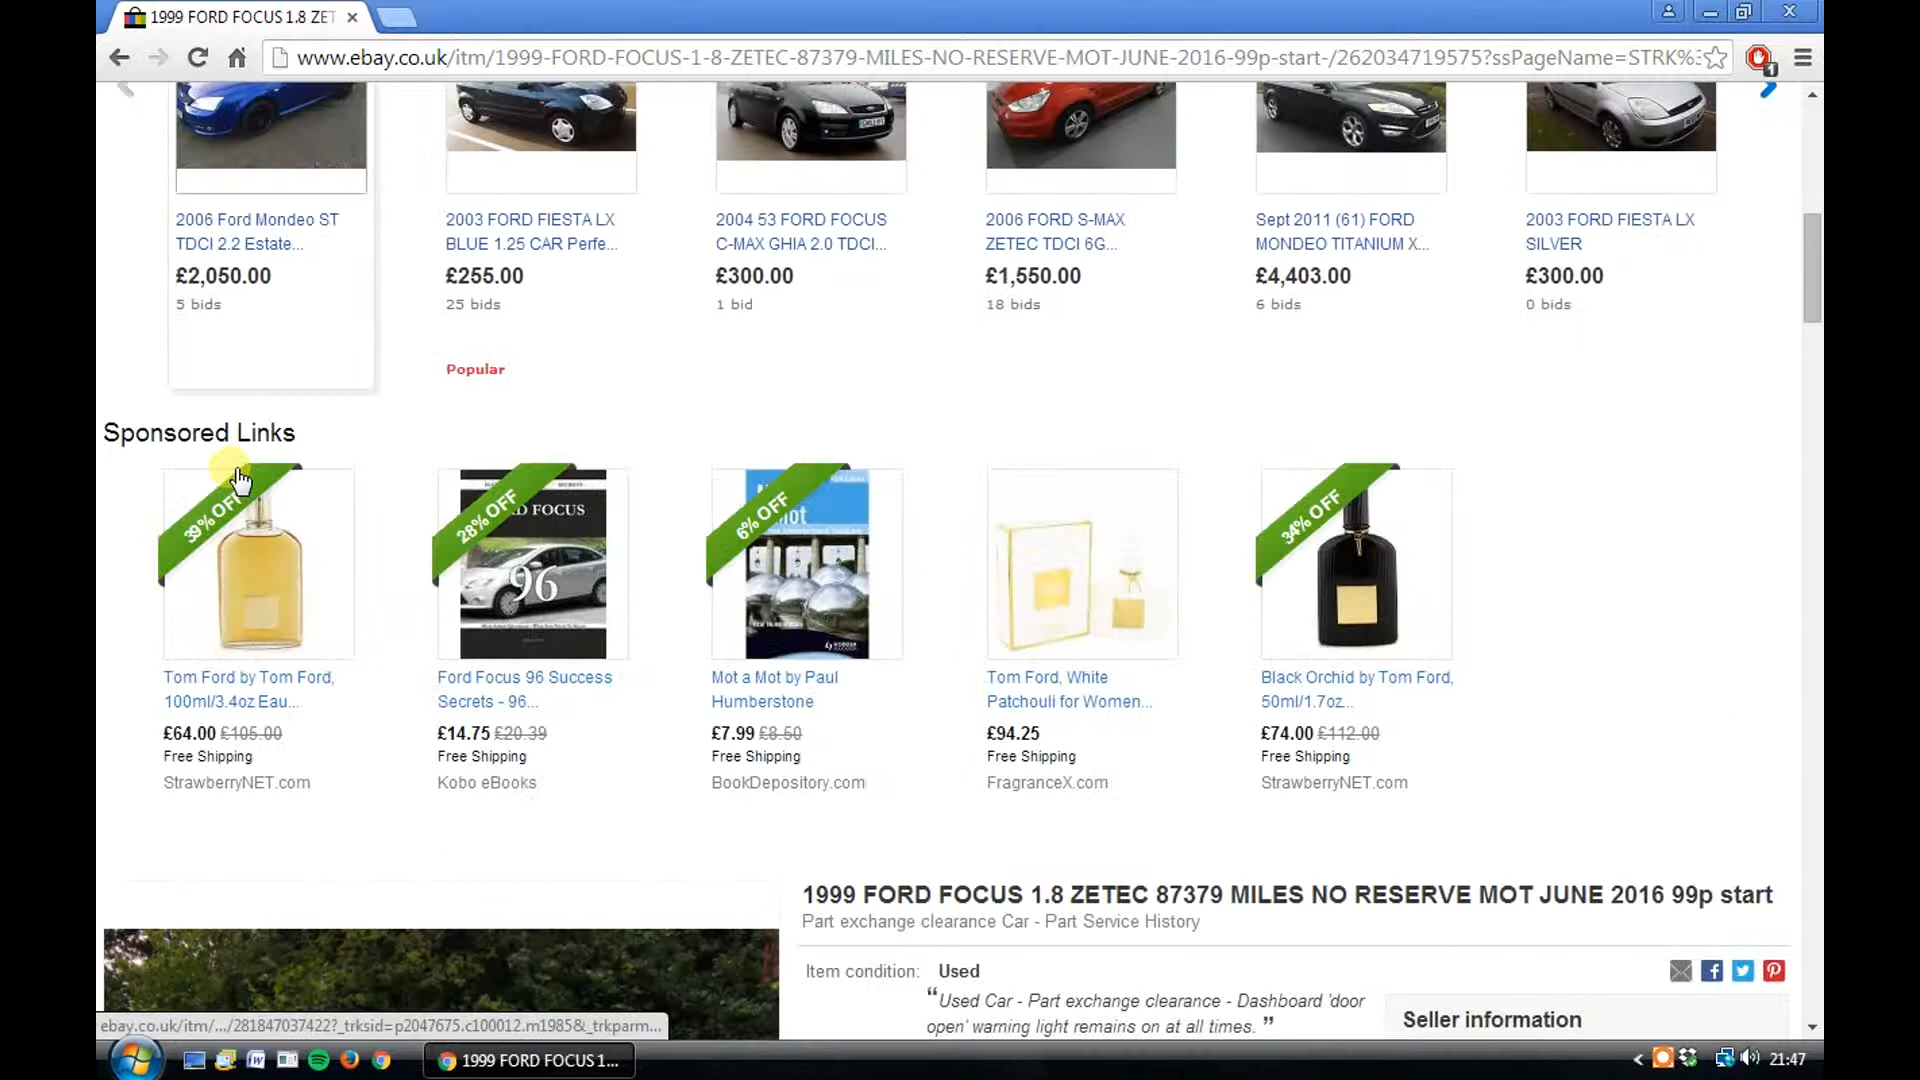 1999 FORD FOCUS 1.8 ZET
www.ebay.co.uk/itm/1999-FORD-FOCUS-1-8-ZETEC-87379-MILES-NO-RESERVE-MOT-JUNE-2016-99p-start-/262034719575?ssPageName=STRK%3
1
2006 Ford Mondeo ST
TDCI 2.2 Estate...
£2,050.00
5 bids
2003 FORD FIESTA LX
BLUE 1.25 CAR Perfe...
£255.00
25 bids
Popular
2004 53 FORD FOCUS
C-MAX GHIA 2.0 TDCI...
£300.00
1 bid
2006 FORD S-MAX
ZETEC TDCI 6G...
£1,550.00
18 bids
Sept 2011 (61) FORD
MONDEO TITANIUM X...
£4,403.00
6 bids
2003 FORD FIESTA LX
SILVER
£300.00
0 bids
Sponsored Links
39% OFF
Tom Ford by Tom Ford,
100ml/3.4oz Eau...
£64.00 £105.00
Free Shipping
StrawberryNET.com
28% OFF
FOCUS
96
Ford Focus 96 Success
Secrets - 96...
£14.75 £20.39
Free Shipping
Kobo eBooks
6% OFF
Mot a Mot by Paul
Humberstone
£7.99 £8.50
Free Shipping
BookDepository.com
Tom Ford, White
Patchouli for Women...
£94.25
Free Shipping
FragranceX.com
34% OFF
Black Orchid by Tom Ford,
50ml/1.7oz...
£74.00 £112.00
Free Shipping
StrawberryNET.com
1999 FORD FOCUS 1.8 ZETEC 87379 MILES NO RESERVE MOT JUNE 2016 99p start
Part exchange clearance Car - Part Service History
Item condition: Used
“Used Car - Part exchange clearance - Dashboard 'door
open' warning light remains on at all times. ”
Seller information
ebay.co.uk/itm/.../281847037422?_trksid=p2047675.c100012.m1985&_trkparm...
1999 FORD FOCUS 1...
21:47